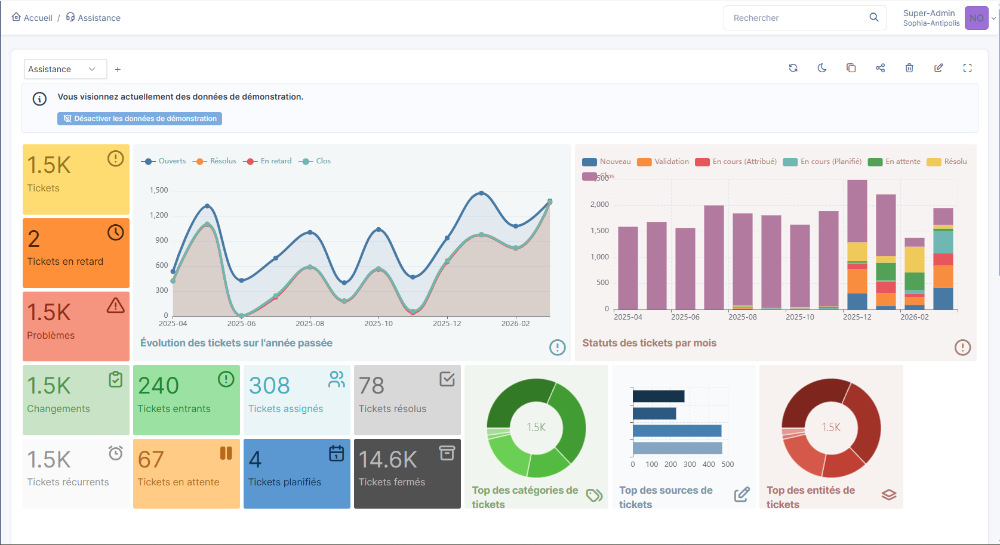 Accueil / Assistance
Rechercher
Super-Admin
Sophia-Antipolis
NO
Assistance
+
Vous visionnez actuellement des données de démonstration.
Désactiver les données de démonstration
1.5K
Tickets
2
Tickets en retard
1.5K
Problèmes
Ouverts Résolus En retard Clos
1,500
1,200
900
600
300
0
2025-04 2025-06 2025-08 2025-10 2025-12 2026-02
Évolution des tickets sur l'année passée
Nouveau Validation En cours (Attribué) En cours (Planifié) En attente Résolu
Clos
2,000
1,500
1,000
500
0
2025-04 2025-06 2025-08 2025-10 2025-12 2026-02
Statuts des tickets par mois
1.5K
Changements
240
Tickets entrants
308
Tickets assignés
78
Tickets résolus
1.5K
Tickets récurrents
67
Tickets en attente
4
Tickets planifiés
14.6K
Tickets fermés
1.5K
Top des catégories de
tickets
0 100 200 300 400 500
Top des sources de
tickets
1.5K
Top des entités de
tickets